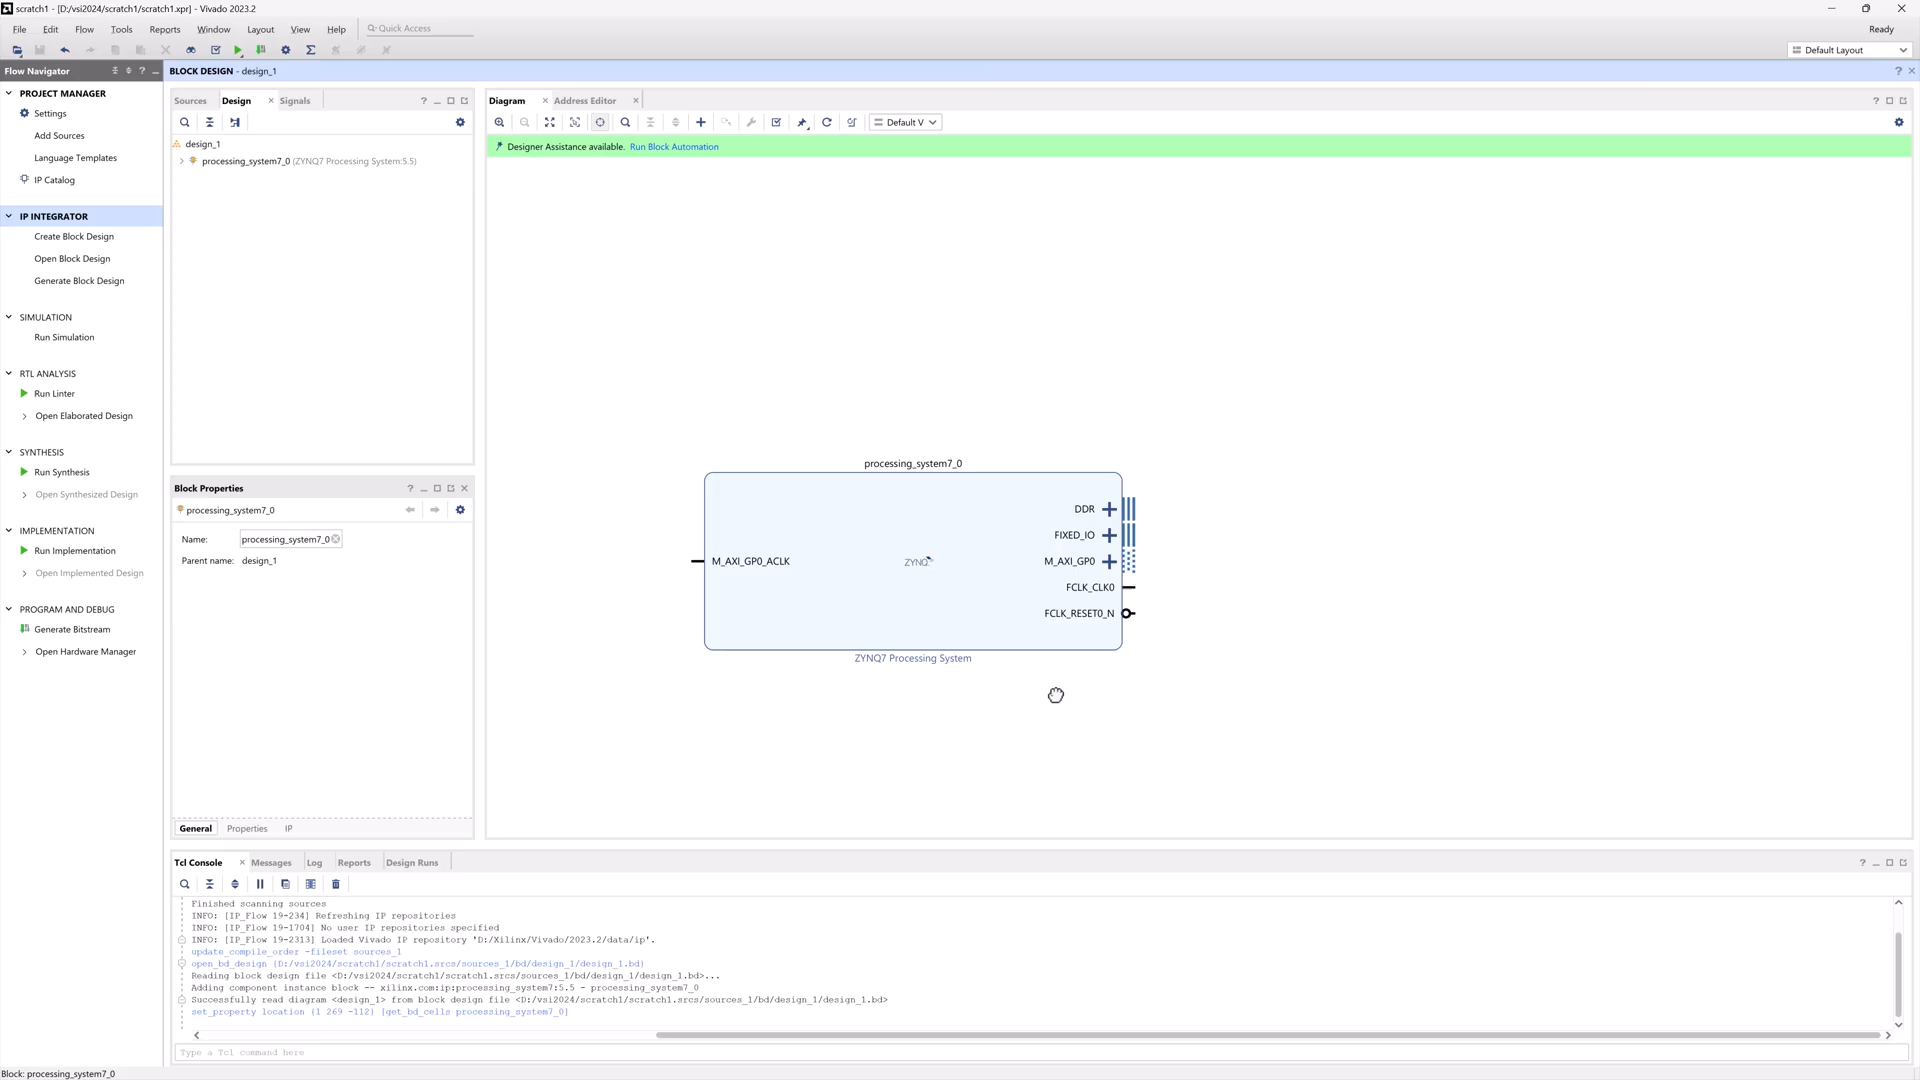 scratch1 - [D:/vsi2024/scratch1/scratch1.xpr] - Vivado 2023.2
File Edit Flow Tools Reports Window Layout View Help Quick Access Ready
Default Layout
Flow Navigator
BLOCK DESIGN - design_1
PROJECT MANAGER
Settings
Add Sources
Language Templates
IP Catalog
IP INTEGRATOR
Create Block Design
Open Block Design
Generate Block Design
SIMULATION
Run Simulation
RTL ANALYSIS
Run Linter
Open Elaborated Design
SYNTHESIS
Run Synthesis
Open Synthesized Design
IMPLEMENTATION
Run Implementation
Open Implemented Design
PROGRAM AND DEBUG
Generate Bitstream
Open Hardware Manager
Sources Design Signals
design_1
processing_system7_0 (ZYNQ7 Processing System:5.5)
Block Properties
processing_system7_0
Name: processing_system7_0
Parent name: design_1
General Properties IP
Diagram Address Editor
Default V
Designer Assistance available. Run Block Automation
processing_system7_0
DDR
FIXED_IO
M_AXI_GP0_ACLK ZYNQ M_AXI_GP0
FCLK_CLK0
FCLK_RESET0_N
ZYNQ7 Processing System
Tcl Console Messages Log Reports Design Runs
Finished scanning sources
INFO: [IP_Flow 19-234] Refreshing IP repositories
INFO: [IP_Flow 19-1704] No user IP repositories specified
INFO: [IP_Flow 19-2313] Loaded Vivado IP repository 'D:/Xilinx/Vivado/2023.2/data/ip'.
update_compile_order -fileset sources_1
open_bd_design {D:/vsi2024/scratch1/scratch1.srcs/sources_1/bd/design_1/design_1.bd}
Reading block design file <D:/vsi2024/scratch1/scratch1.srcs/sources_1/bd/design_1/design_1.bd>...
Adding component instance block -- xilinx.com:ip:processing_system7:5.5 - processing_system7_0
Successfully read diagram <design_1> from block design file <D:/vsi2024/scratch1/scratch1.srcs/sources_1/bd/design_1/design_1.bd>
set_property location {1 269 -112} [get_bd_cells processing_system7_0]
Type a Tcl command here
Block: processing_system7_0